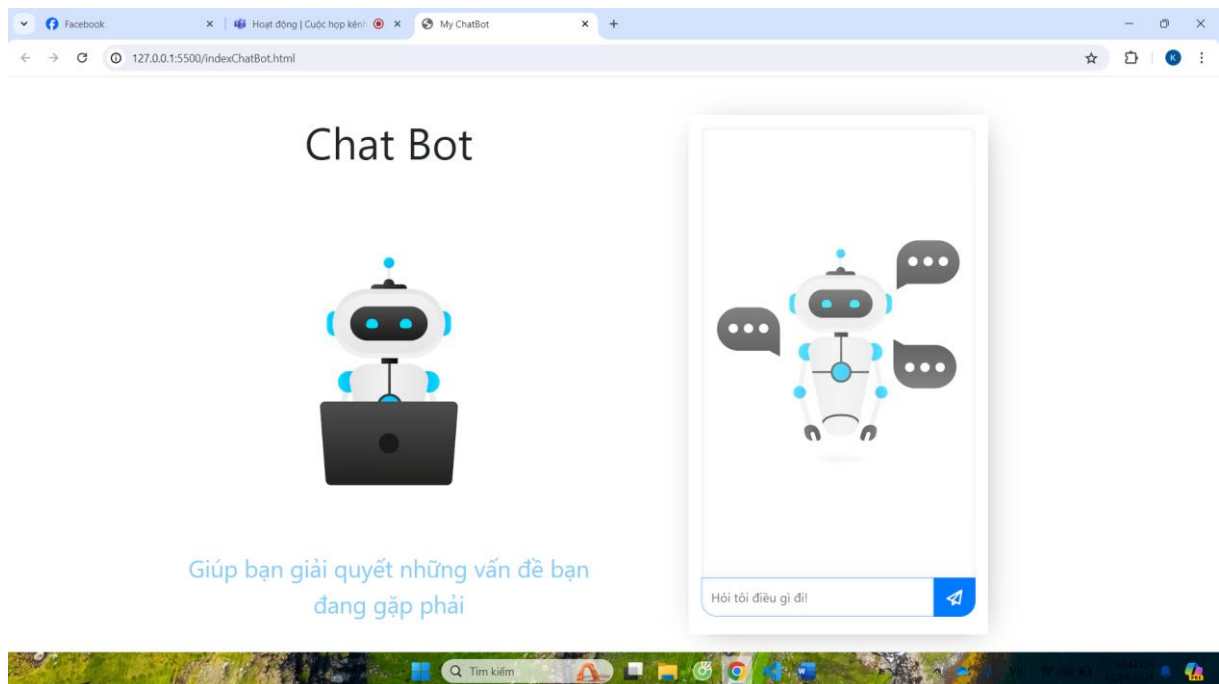 Facebook
Hoạt động | Cuộc họp kênh
My ChatBot
127.0.0.1:5500/indexChatBot.html
K
Chat Bot
Giúp bạn giải quyết những vấn đề bạn
đang gặp phải
Hỏi tôi điều gì đi!
Tìm kiếm